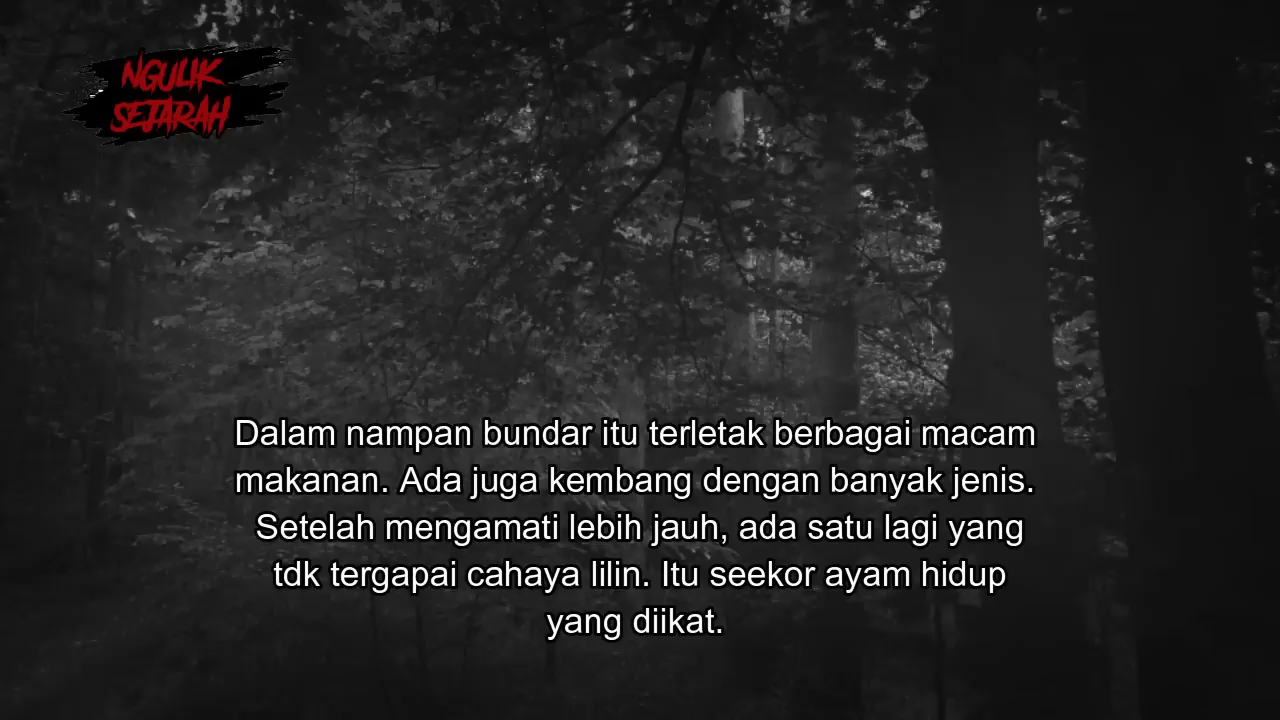 NGULIK
SEJARAH
Dalam nampan bundar itu terletak berbagai macam
makanan. Ada juga kembang dengan banyak jenis.
Setelah mengamati lebih jauh, ada satu lagi yang
tdk tergapai cahaya lilin. Itu seekor ayam hidup
yang diikat.